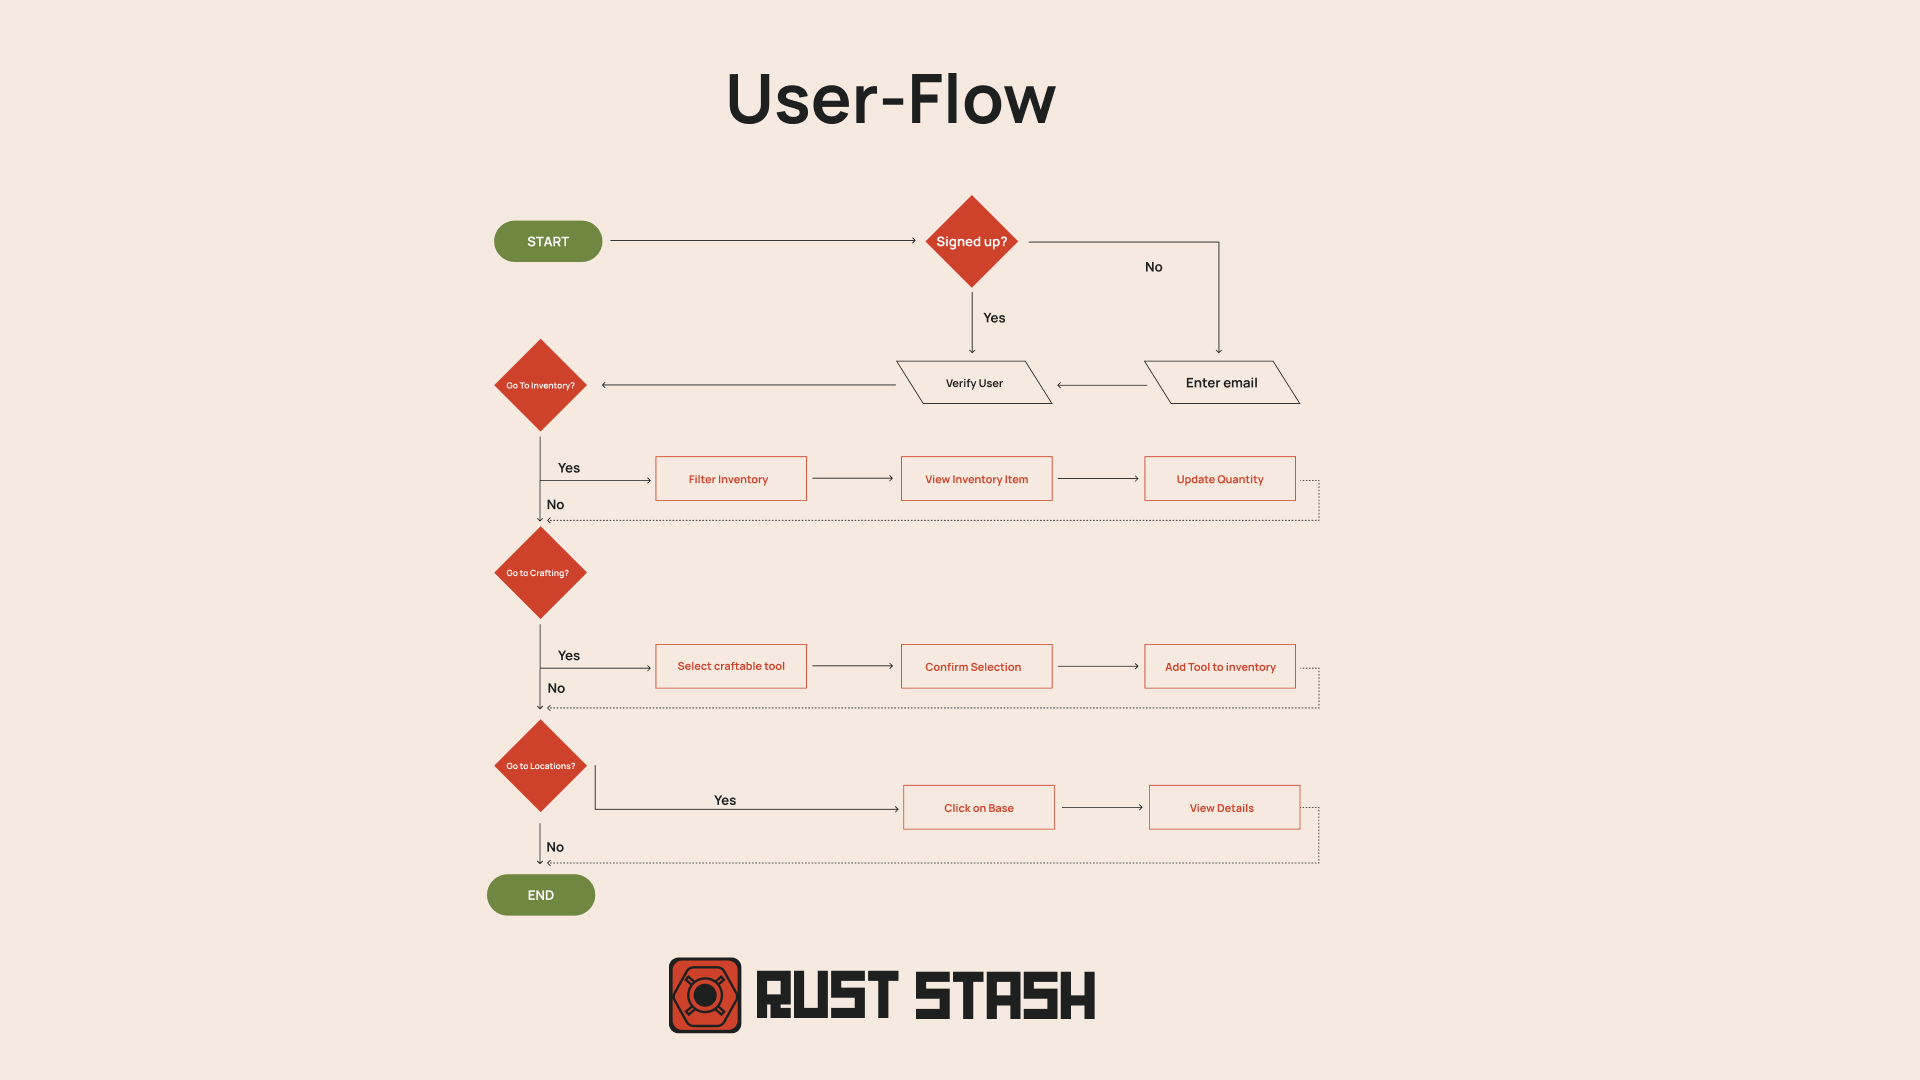 User-Flow
START
Signed up?
No
Yes
Go To Inventory?
Verify User
Enter email
Yes
Filter Inventory
View Inventory Item
Update Quantity
No
Go to Crafting?
Yes
Select craftable tool
Confirm Selection
Add Tool to inventory
No
Go to Locations?
Yes
Click on Base
View Details
No
END
RUST STASH